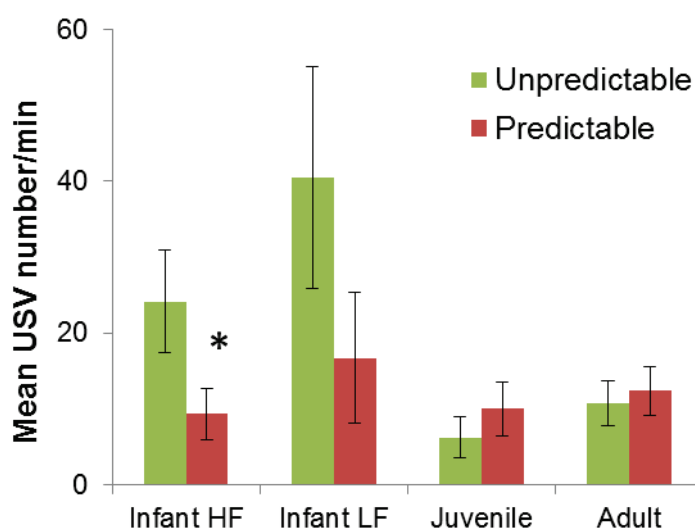 Mean USV number/min
60
40
20
0
Unpredictable
Predictable
*
Infant HF Infant LF Juvenile Adult